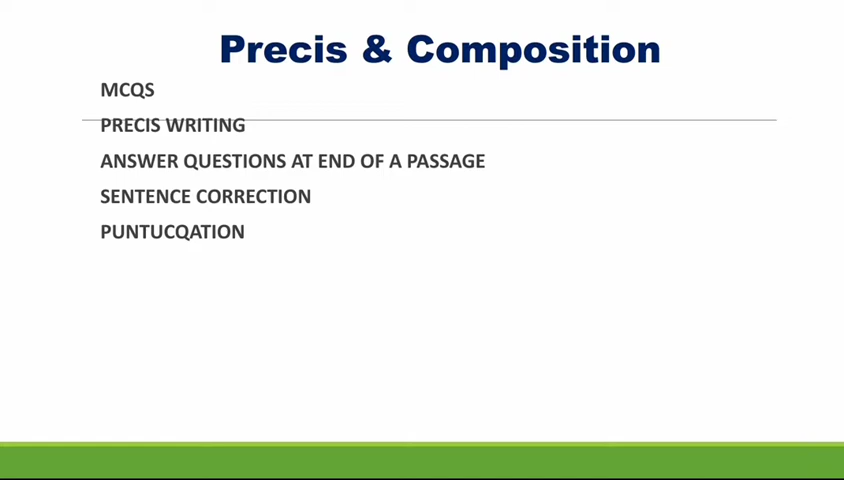 Precis & Composition
MCQS
PRECIS WRITING
ANSWER QUESTIONS AT END OF A PASSAGE
SENTENCE CORRECTION
PUNTUCQATION